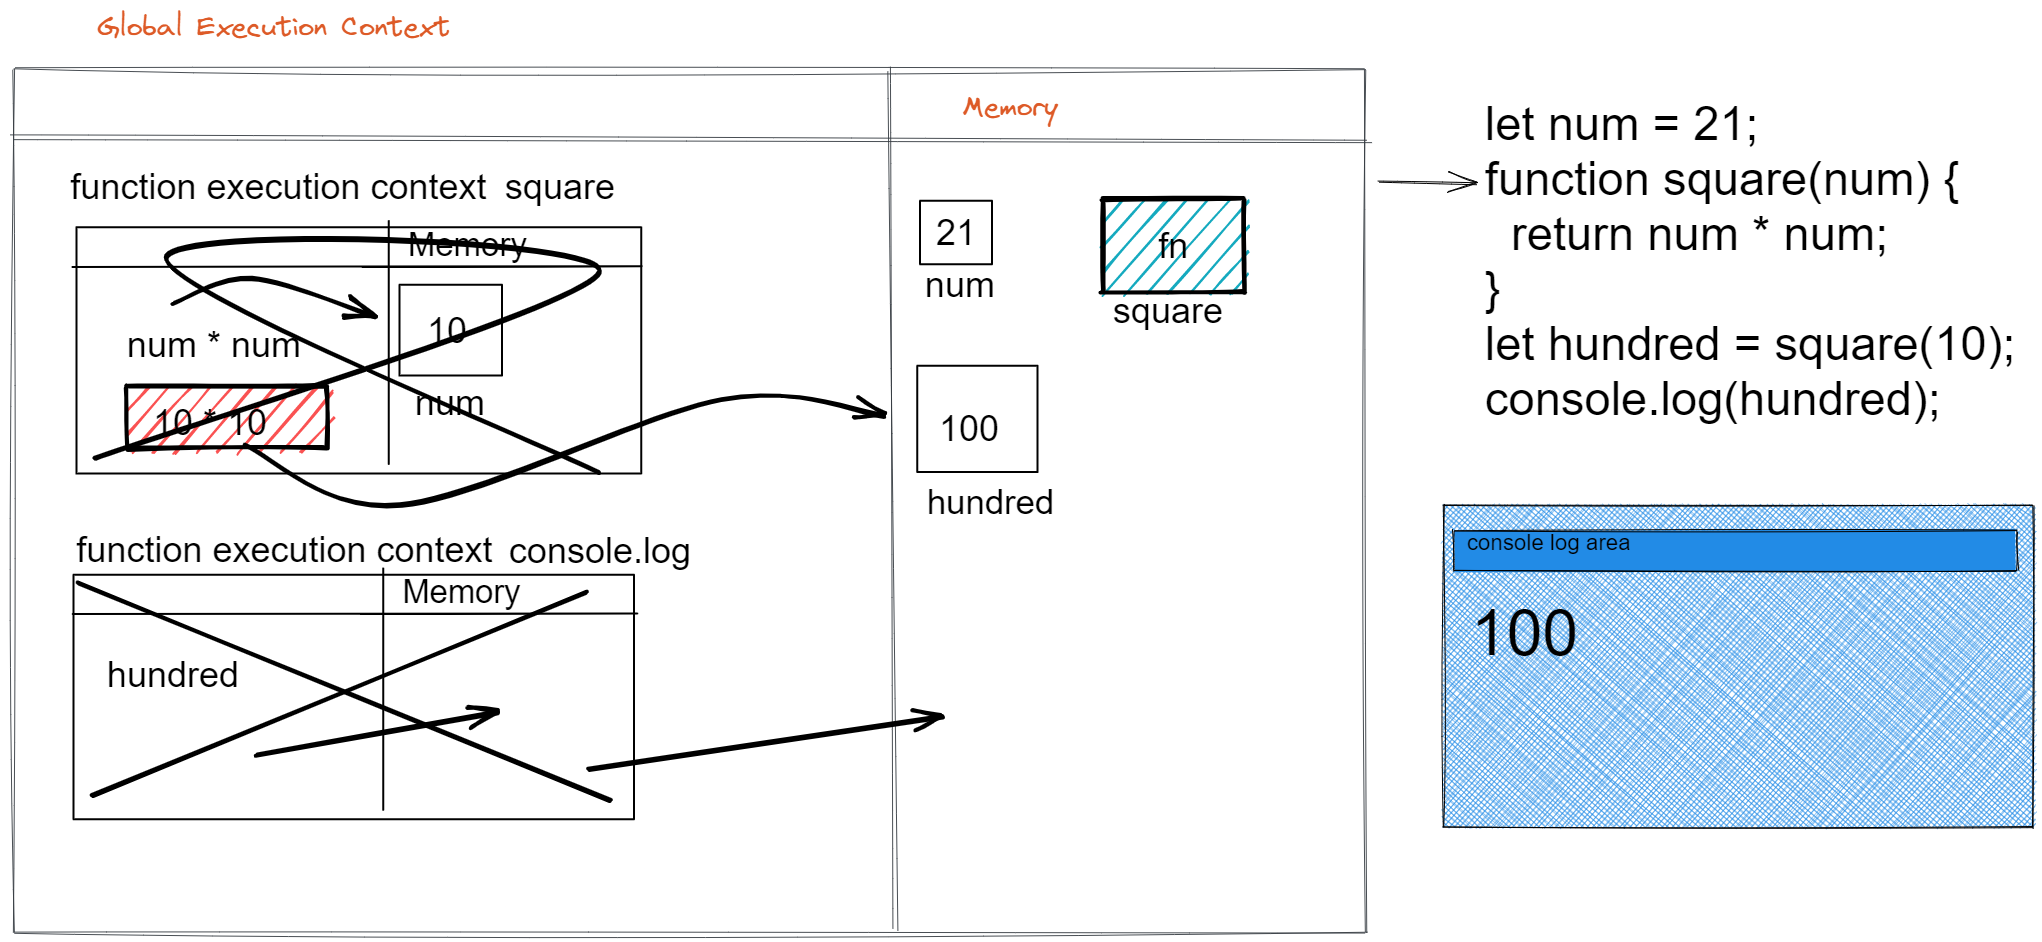 Global Execution Context
Memory
function execution context square
Memory
10
num * num
num
10 * 10
21
num
fn
square
100
hundred
function execution context console.log
Memory
hundred
let num = 21;
function square(num) {
return num * num;
}
let hundred = square(10);
console.log(hundred);
console log area
100